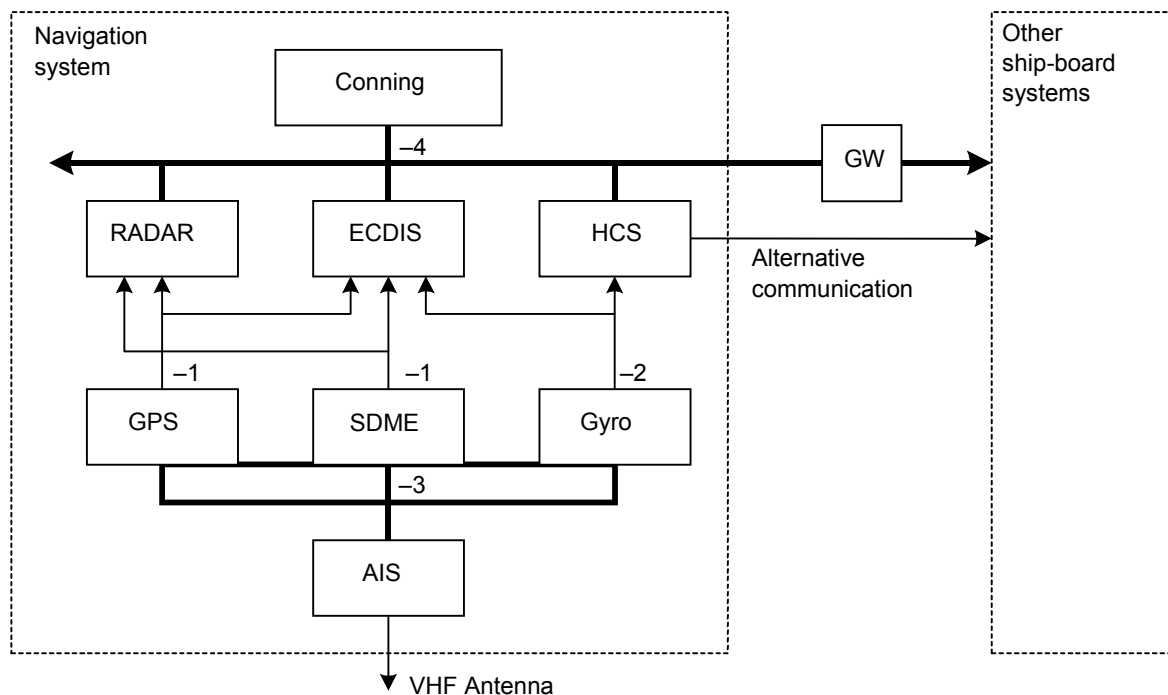 Navigation
system
Other
ship-board
systems
Conning
–4
GW
RADAR
ECDIS
HCS
Alternative
communication
–1
–1
–2
GPS
SDME
Gyro
–3
AIS
VHF Antenna